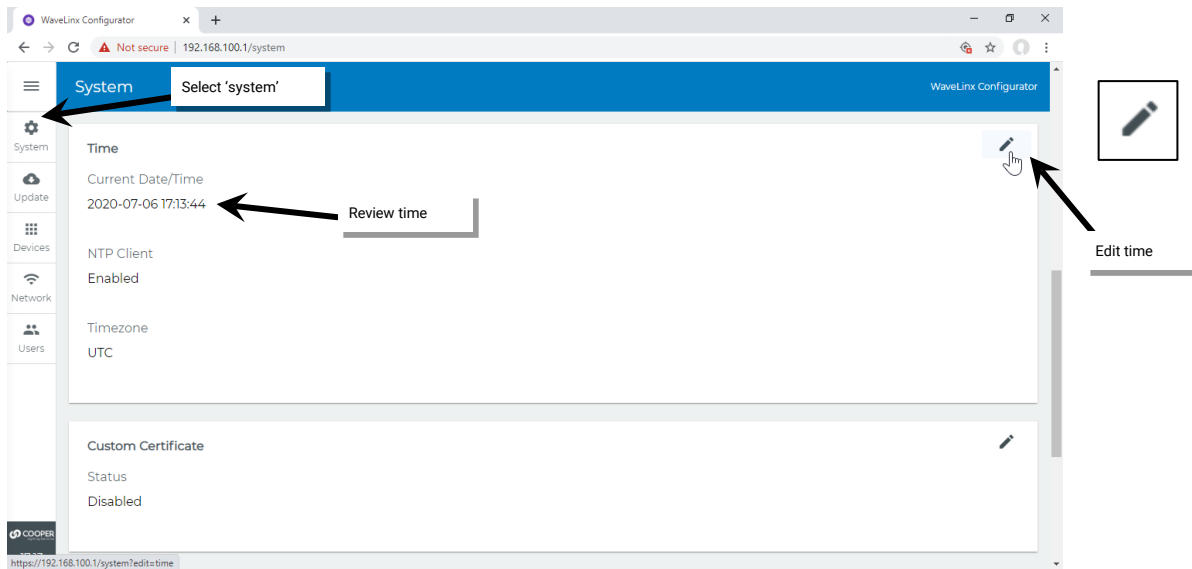 WaveLinx Configurator
Not secure | 192.168.100.1/system
System
Select ‘system’
WaveLinx Configurator
System
Update
Devices
Network
Users
Time
Current Date/Time
2020-07-06 17:13:44
Review time
Edit time
NTP Client
Enabled
Timezone
UTC
Custom Certificate
Status
Disabled
COOPER
https://192.168.100.1/system?edit=time